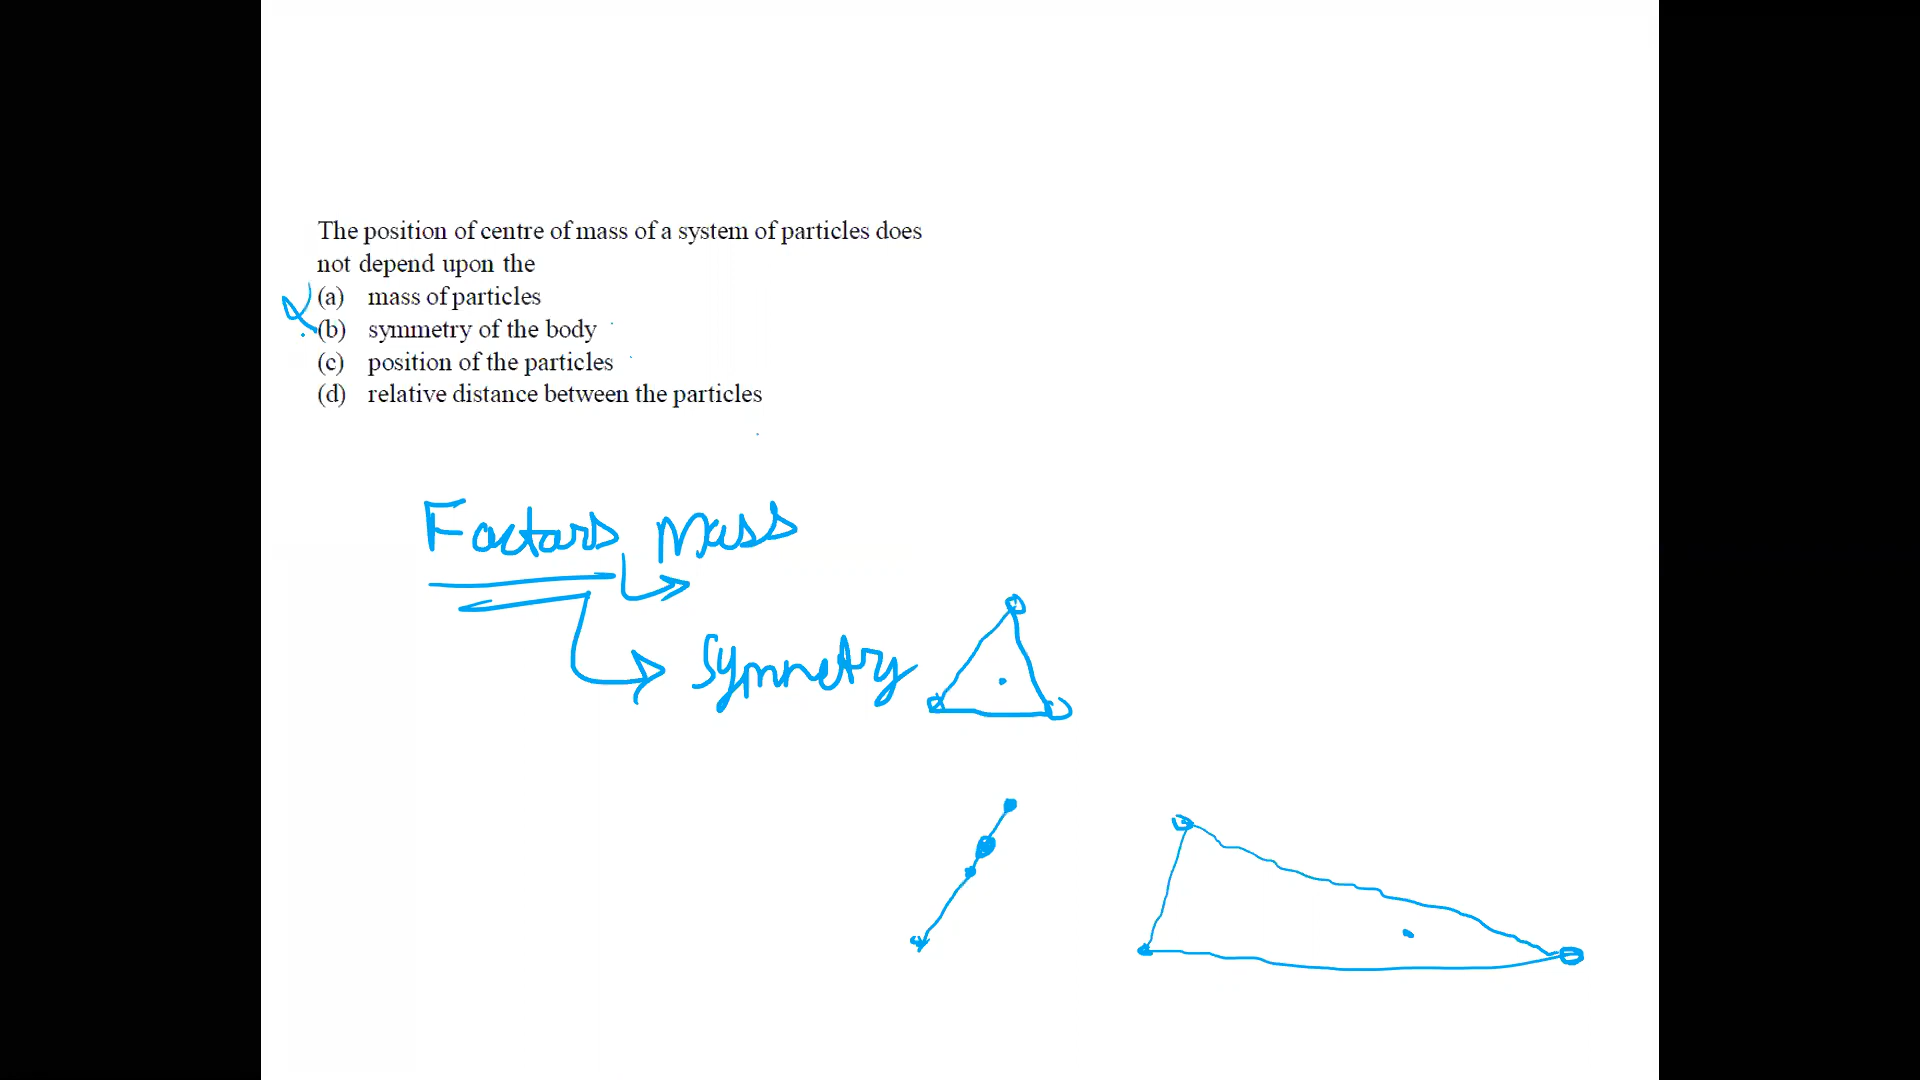 The position of centre of mass of a system of particles does
not depend upon the
(a) mass of particles
(b) symmetry of the body
(c) position of the particles
(d) relative distance between the particles
Factors Mass
Symmetry